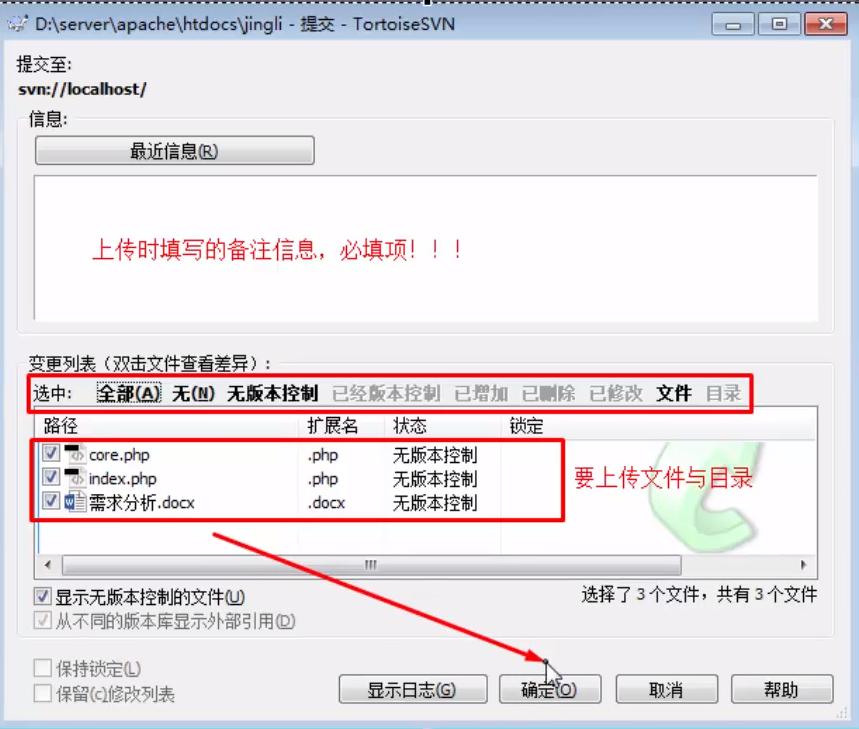 D:\server\apache\htdocs\jingli - 提交 - TortoiseSVN
提交至:
svn://localhost/
信息:
最近信息(R)
上传时填写的备注信息，必填项！！！
变更列表（双击文件查看差异）:
选中: 全部(A) 无(N) 无版本控制 已经版本控制 已增加 已删除 已修改 文件 目录
路径 扩展名 状态 锁定
core.php .php 无版本控制
index.php .php 无版本控制
需求分析.docx .docx 无版本控制
要上传文件与目录
显示无版本控制的文件(U) 选择了 3 个文件，共有 3 个文件
从不同的版本库显示外部引用(D)
保持锁定(L)
保留(c)修改列表
显示日志(G) 确定(O) 取消 帮助